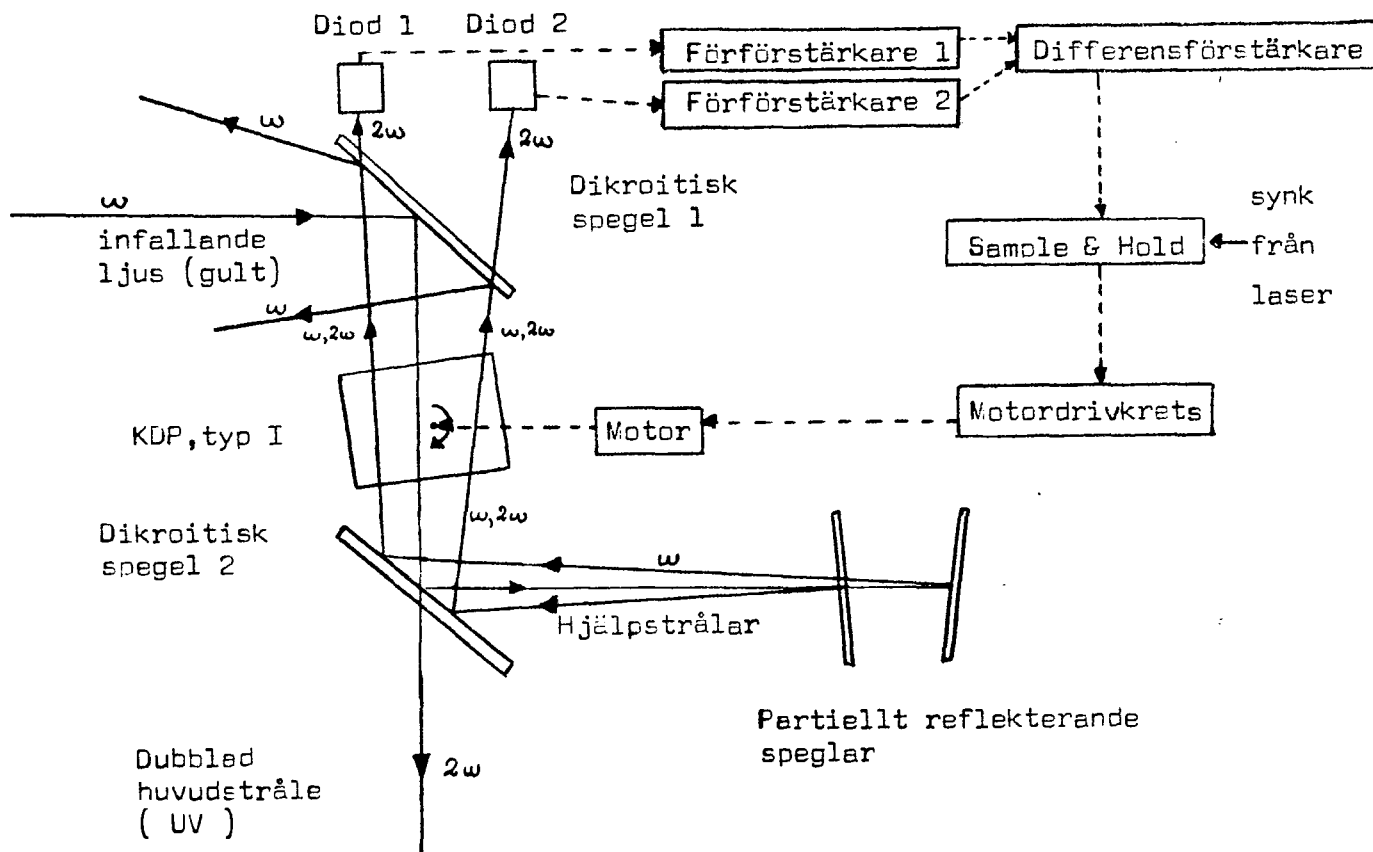 Diod 1
Diod 2
Förförstärkare 1
Differensförstärkare
Förförstärkare 2
ω
2ω
2ω
Dikroitisk
spegel 1
ω
infallande
ljus (gult)
synk
från
laser
Sample & Hold
ω
ω,2ω
ω,2ω
KDP,typ I
Motor
Motordrivkrets
ω,2ω
Dikroitisk
spegel 2
ω
Hjälpstrålar
Partiellt reflekterande
speglar
Dubblad
huvudstråle
( UV )
2ω